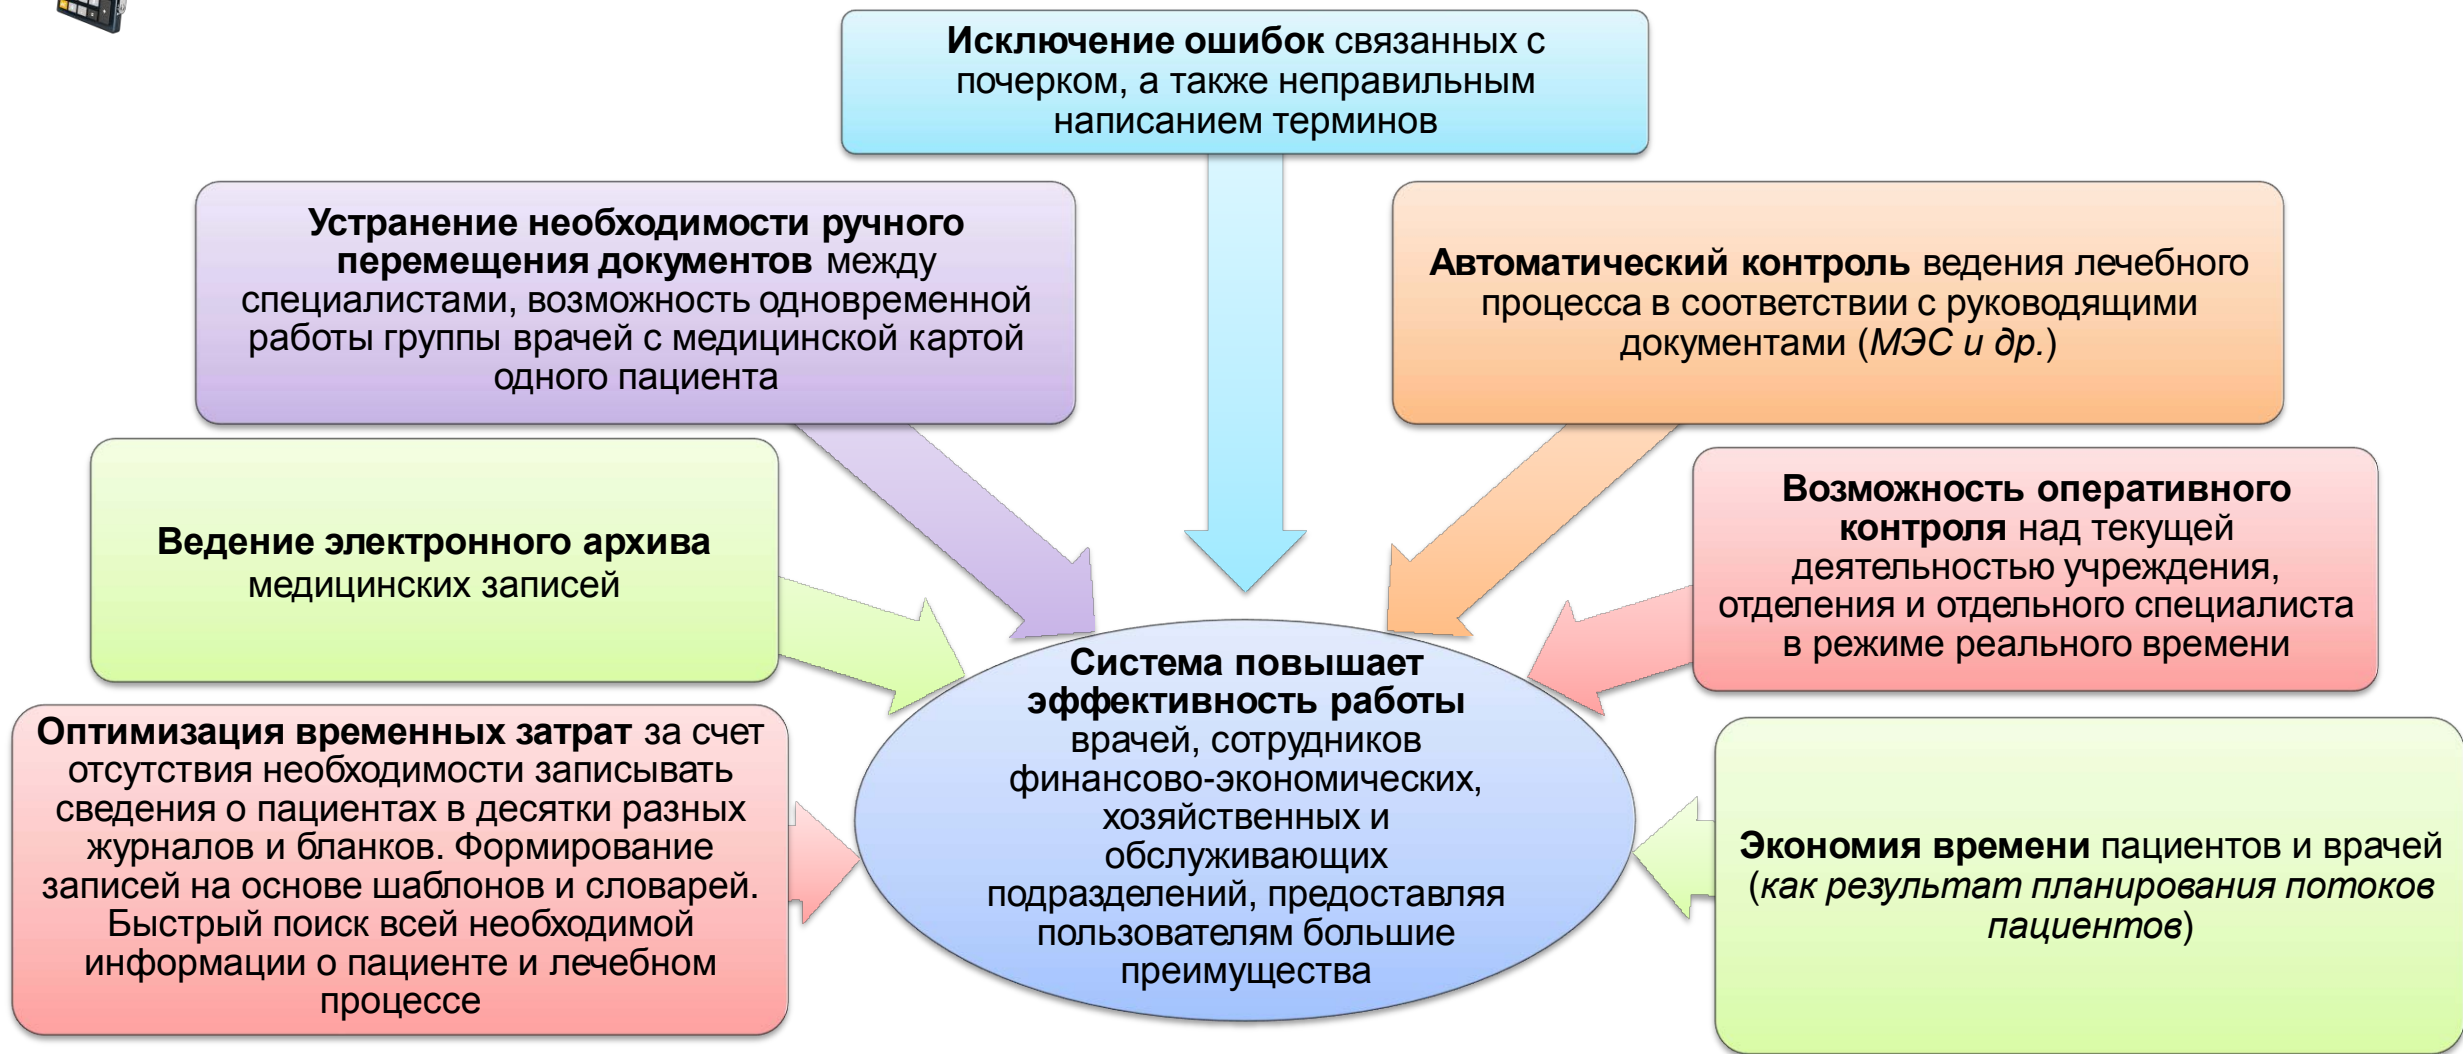 Исключение ошибок связанных с
почерком, а также неправильным
написанием терминов
Устранение необходимости ручного
перемещения документов между
специалистами, возможность одновременной
работы группы врачей с медицинской картой
одного пациента
Автоматический контроль ведения лечебного
процесса в соответствии с руководящими
документами (МЭС и др.)
Ведение электронного архива
медицинских записей
Возможность оперативного
контроля над текущей
деятельностью учреждения,
отделения и отдельного специалиста
в режиме реального времени
Оптимизация временных затрат за счет
отсутствия необходимости записывать
сведения о пациентах в десятки разных
журналов и бланков. Формирование
записей на основе шаблонов и словарей.
Быстрый поиск всей необходимой
информации о пациенте и лечебном
процессе
Система повышает
эффективность работы
врачей, сотрудников
финансово-экономических,
хозяйственных и
обслуживающих
подразделений, предоставляя
пользователям большие
преимущества
Экономия времени пациентов и врачей
(как результат планирования потоков
пациентов)